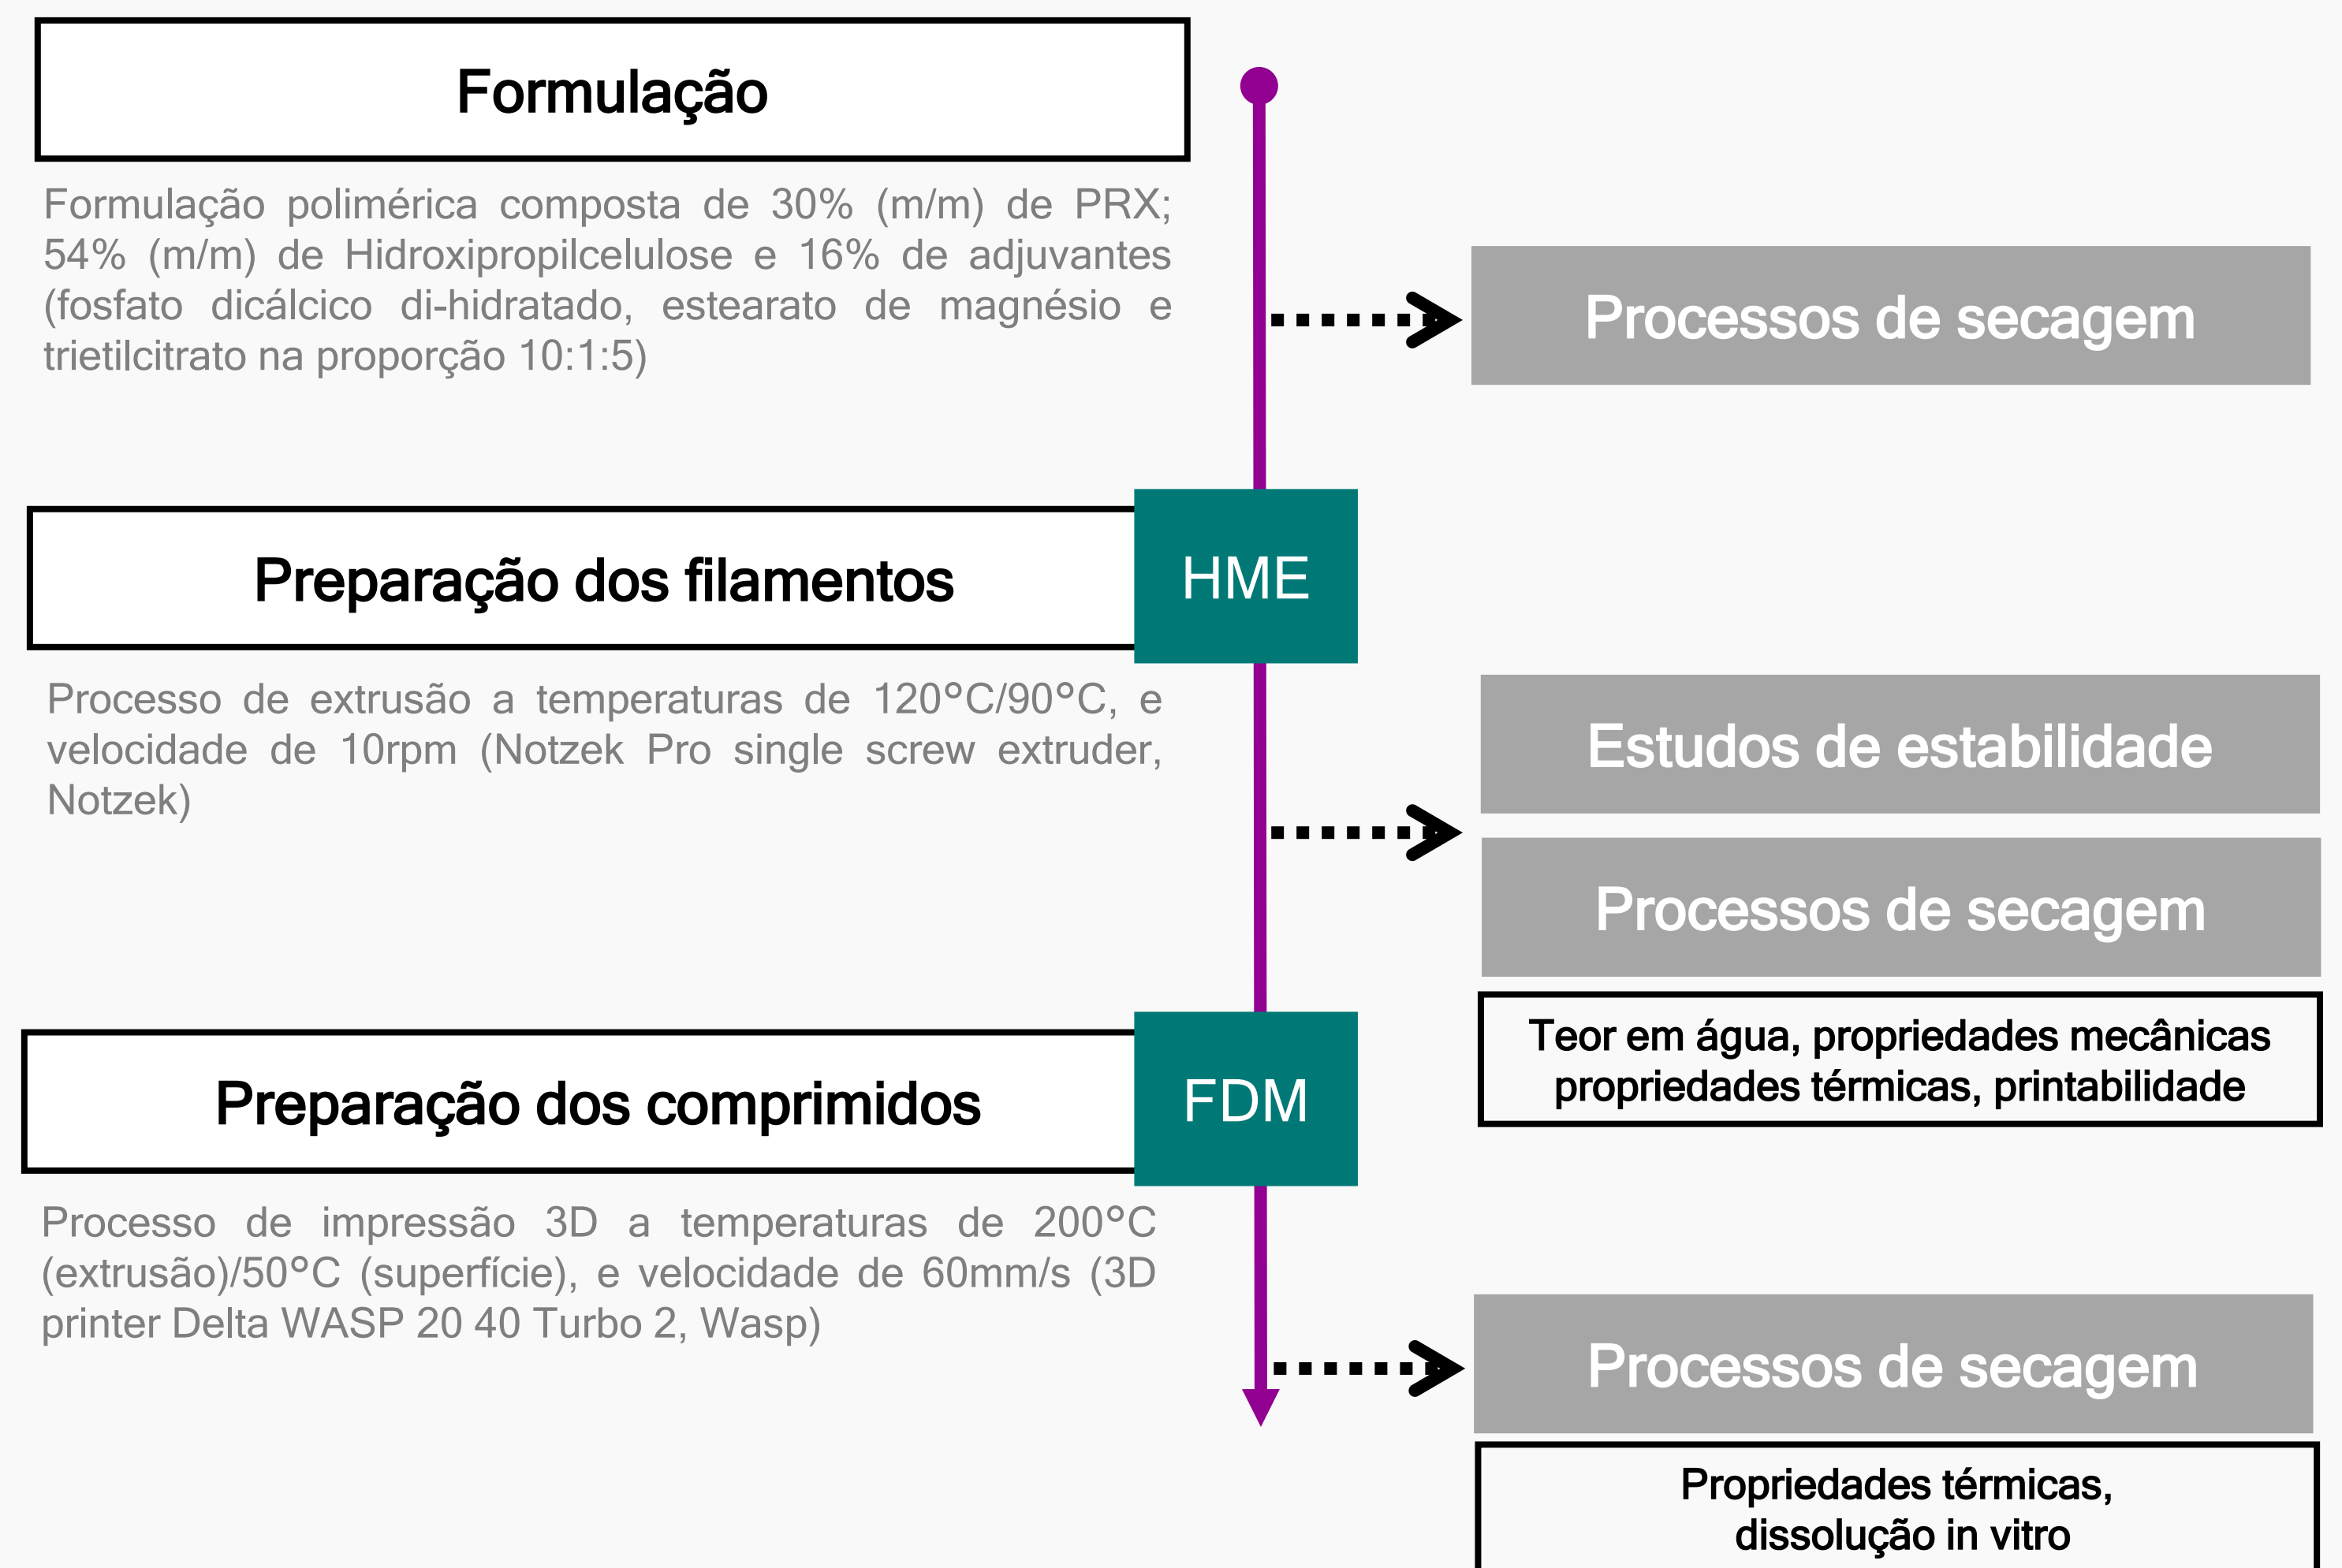 Formulação
Formulação polimérica composta de 30% (m/m) de PRX;
54% (m/m) de Hidroxipropilcelulose e 16% de adjuvantes
(fosfato dicálcico di-hidratado, estearato de magnésio e
trietilcitrato na proporção 10:1:5)
Processos de secagem
Preparação dos filamentos
HME
Processo de extrusão a temperaturas de 120°C/90°C, e
velocidade de 10rpm (Notzek Pro single screw extruder,
Notzek)
Estudos de estabilidade
Processos de secagem
Teor em água, propriedades mecânicas
propriedades térmicas, printabilidade
Preparação dos comprimidos
FDM
Processo de impressão 3D a temperaturas de 200°C
(extrusão)/50°C (superfície), e velocidade de 60mm/s (3D
printer Delta WASP 20 40 Turbo 2, Wasp)
Processos de secagem
Propriedades térmicas,
dissolução in vitro